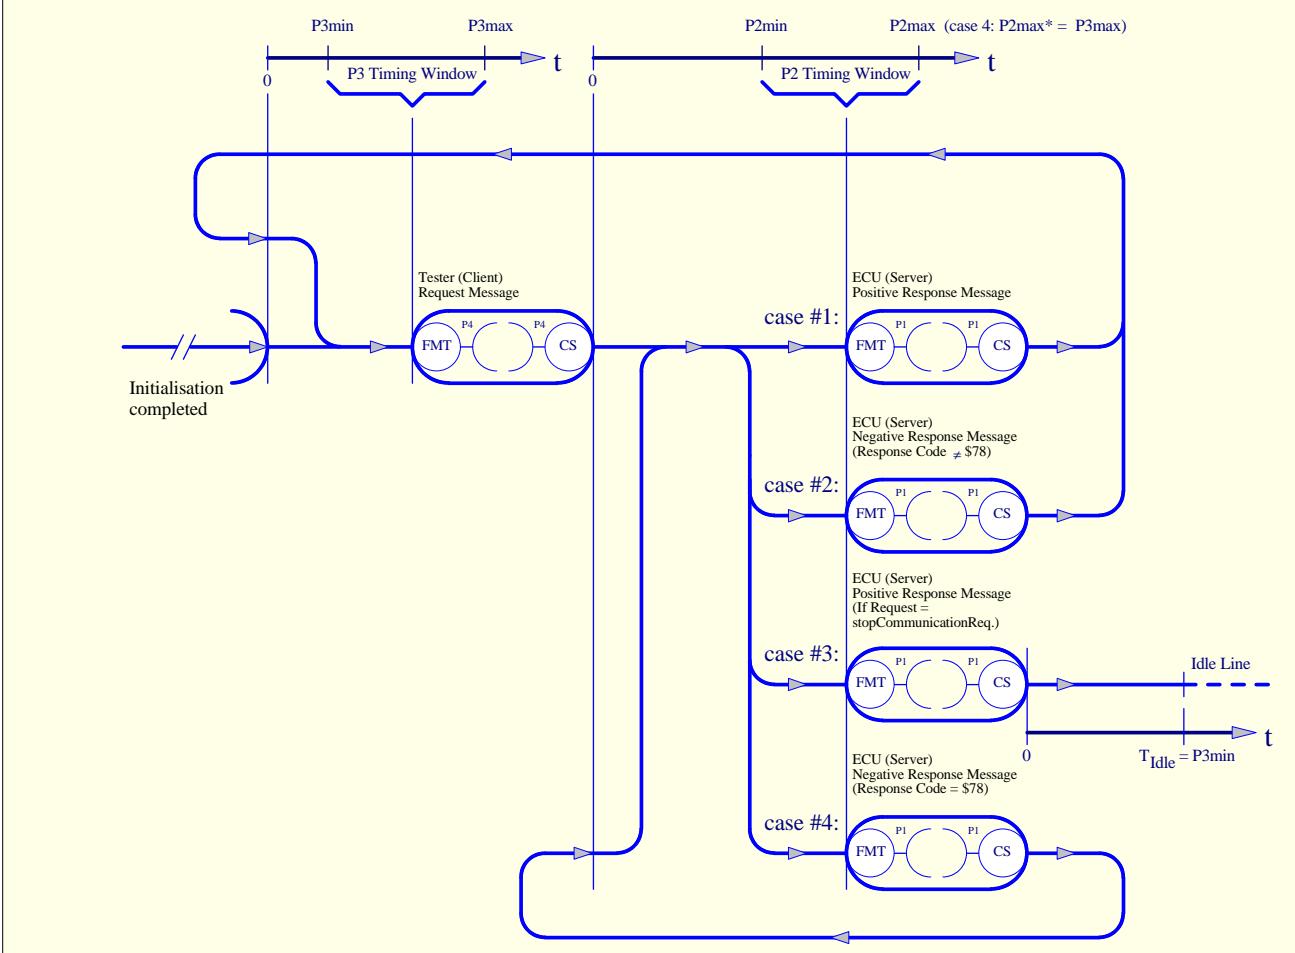 P3min
P3max
P2min
P2max (case 4: P2max* = P3max)
t
t
P3 Timing Window
P2 Timing Window
0
0
Tester (Client)
Request Message
ECU (Server)
Positive Response Message
case #1:
FMT
P4
P4
CS
FMT
P1
P1
CS
Initialisation
completed
ECU (Server)
Negative Response Message
(Response Code ≠ $78)
case #2:
FMT
P1
P1
CS
ECU (Server)
Positive Response Message
(If Request =
stopCommunicationReq.)
case #3:
FMT
P1
P1
CS
Idle Line
t
0
TIdle = P3min
ECU (Server)
Negative Response Message
(Response Code = $78)
case #4:
FMT
P1
P1
CS